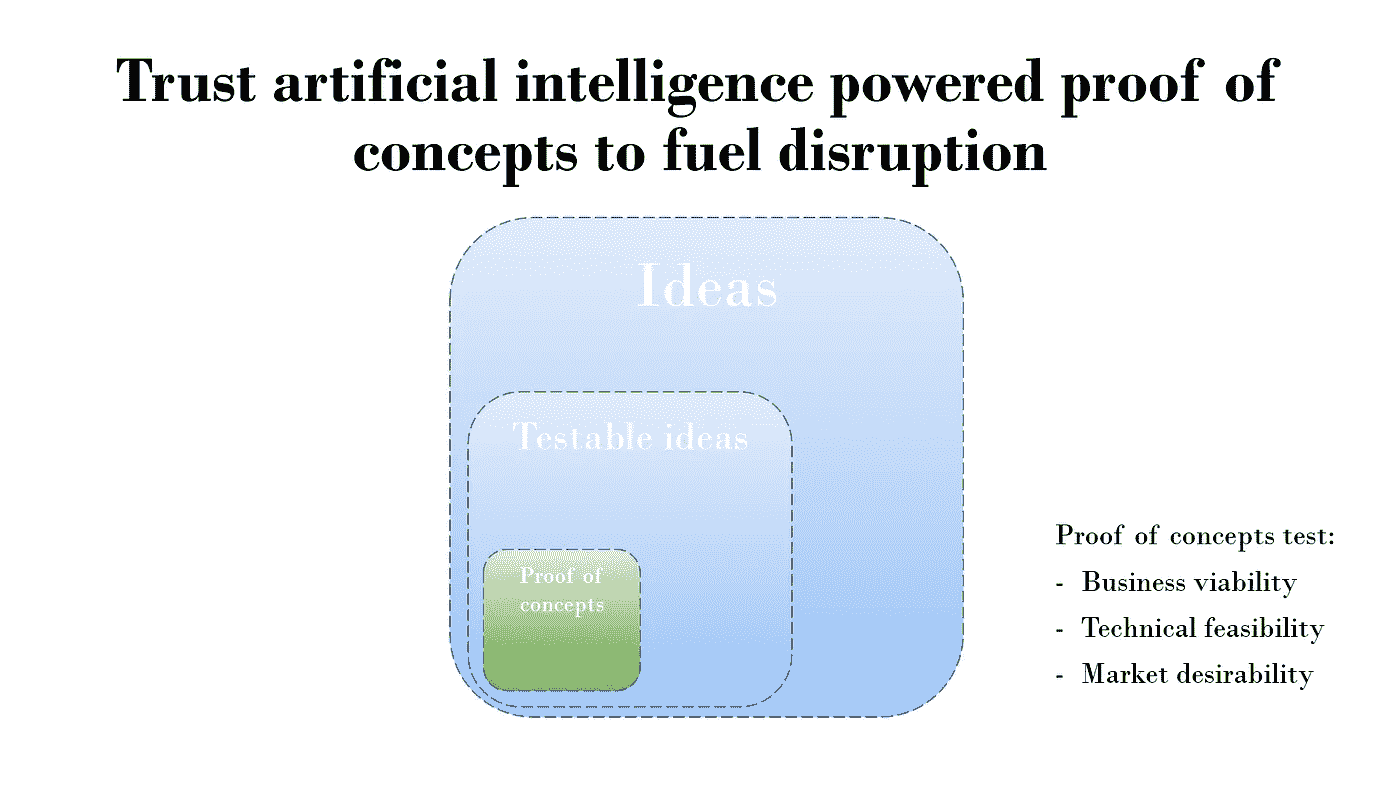 Trust artificial intelligence powered proof of
concepts to fuel disruption
Ideas
Testable ideas
Proof of
concepts
Proof of concepts test:
- Business viability
- Technical feasibility
- Market desirability